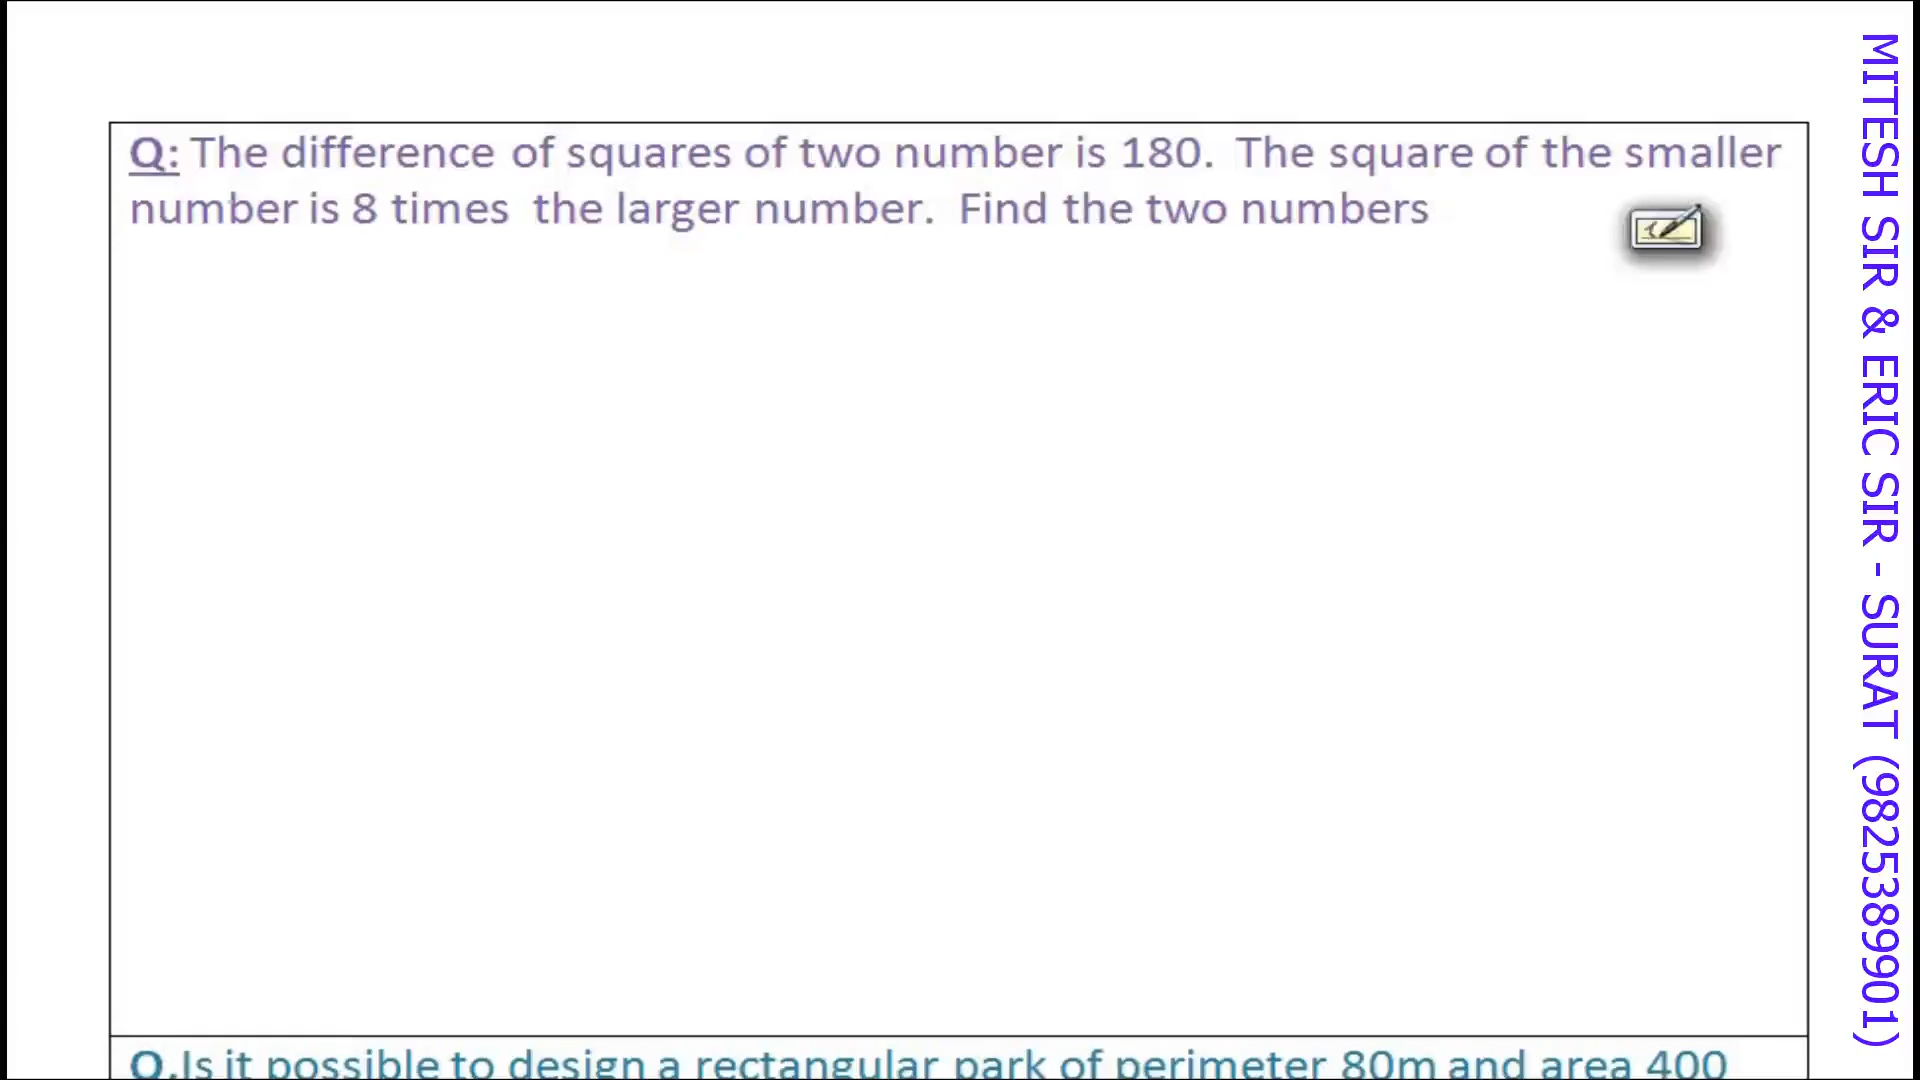 Q: The difference of squares of two number is 180. The square of the smaller
number is 8 times the larger number. Find the two numbers
Q.Is it possible to design a rectangular park of perimeter 80m and area 400
MITESH SIR & ERIC SIR - SURAT (9825389901)